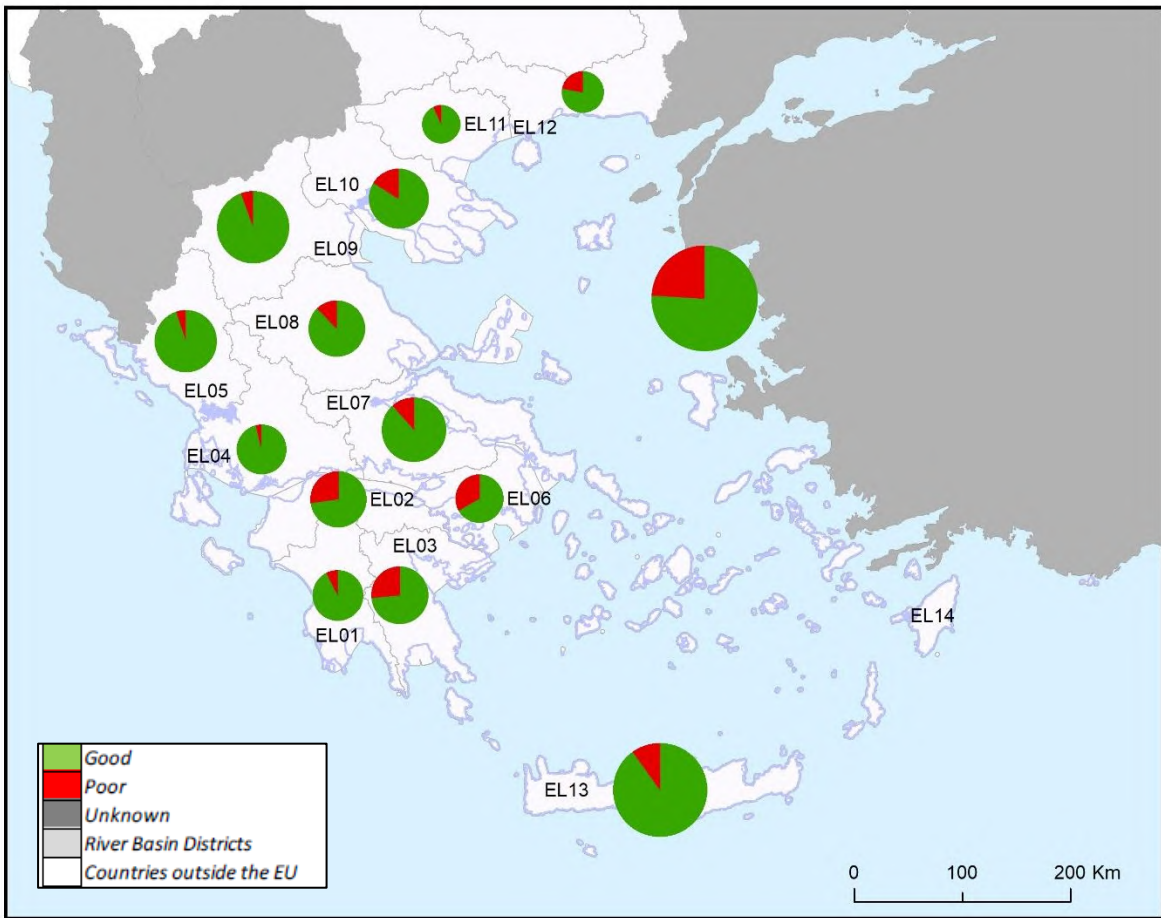 EL11
EL12
EL10
EL09
EL08
EL05
EL07
EL04
EL02
EL06
EL03
EL01
EL14
EL13
Good
Poor
Unknown
River Basin Districts
Countries outside the EU
0 100 200 Km